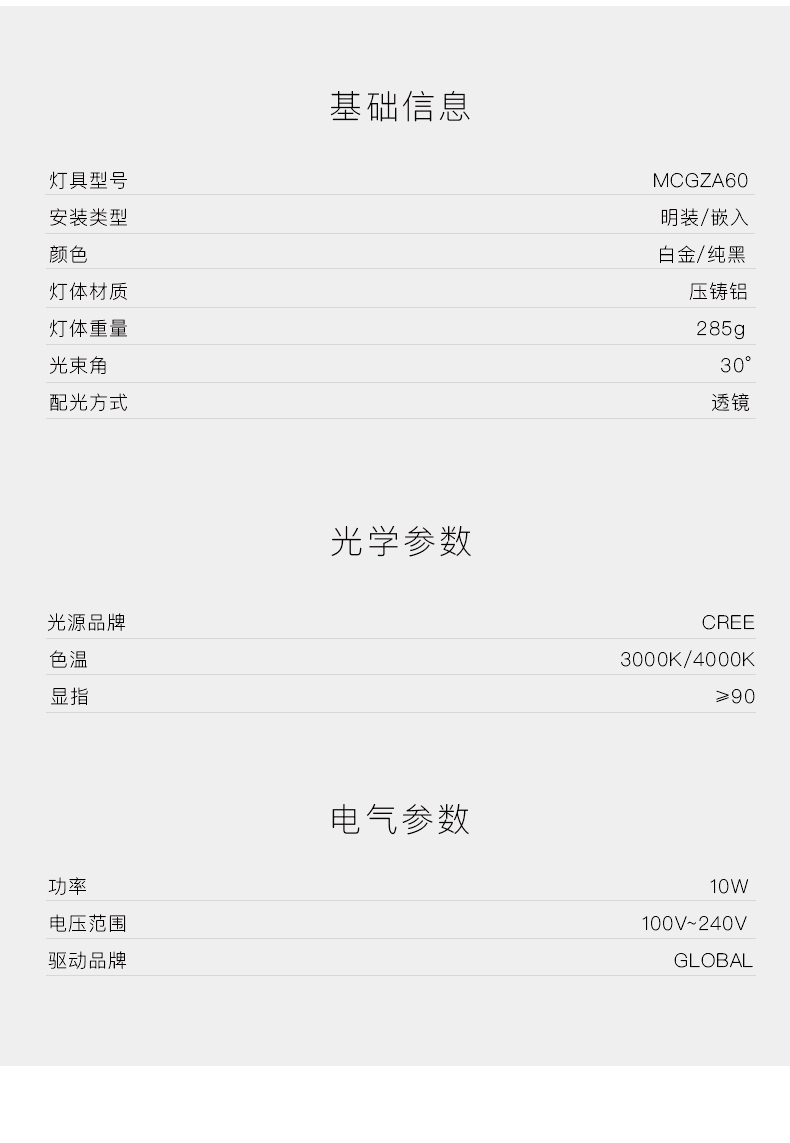 基础信息
灯具型号 MCGZA60
安装类型 明装/嵌入
颜色 白金/纯黑
灯体材质 压铸铝
灯体重量 285g
光束角 30°
配光方式 透镜
光学参数
光源品牌 CREE
色温 3000K/4000K
显指 ⩾90
电气参数
功率 10W
电压范围 100V~240V
驱动品牌 GLOBAL